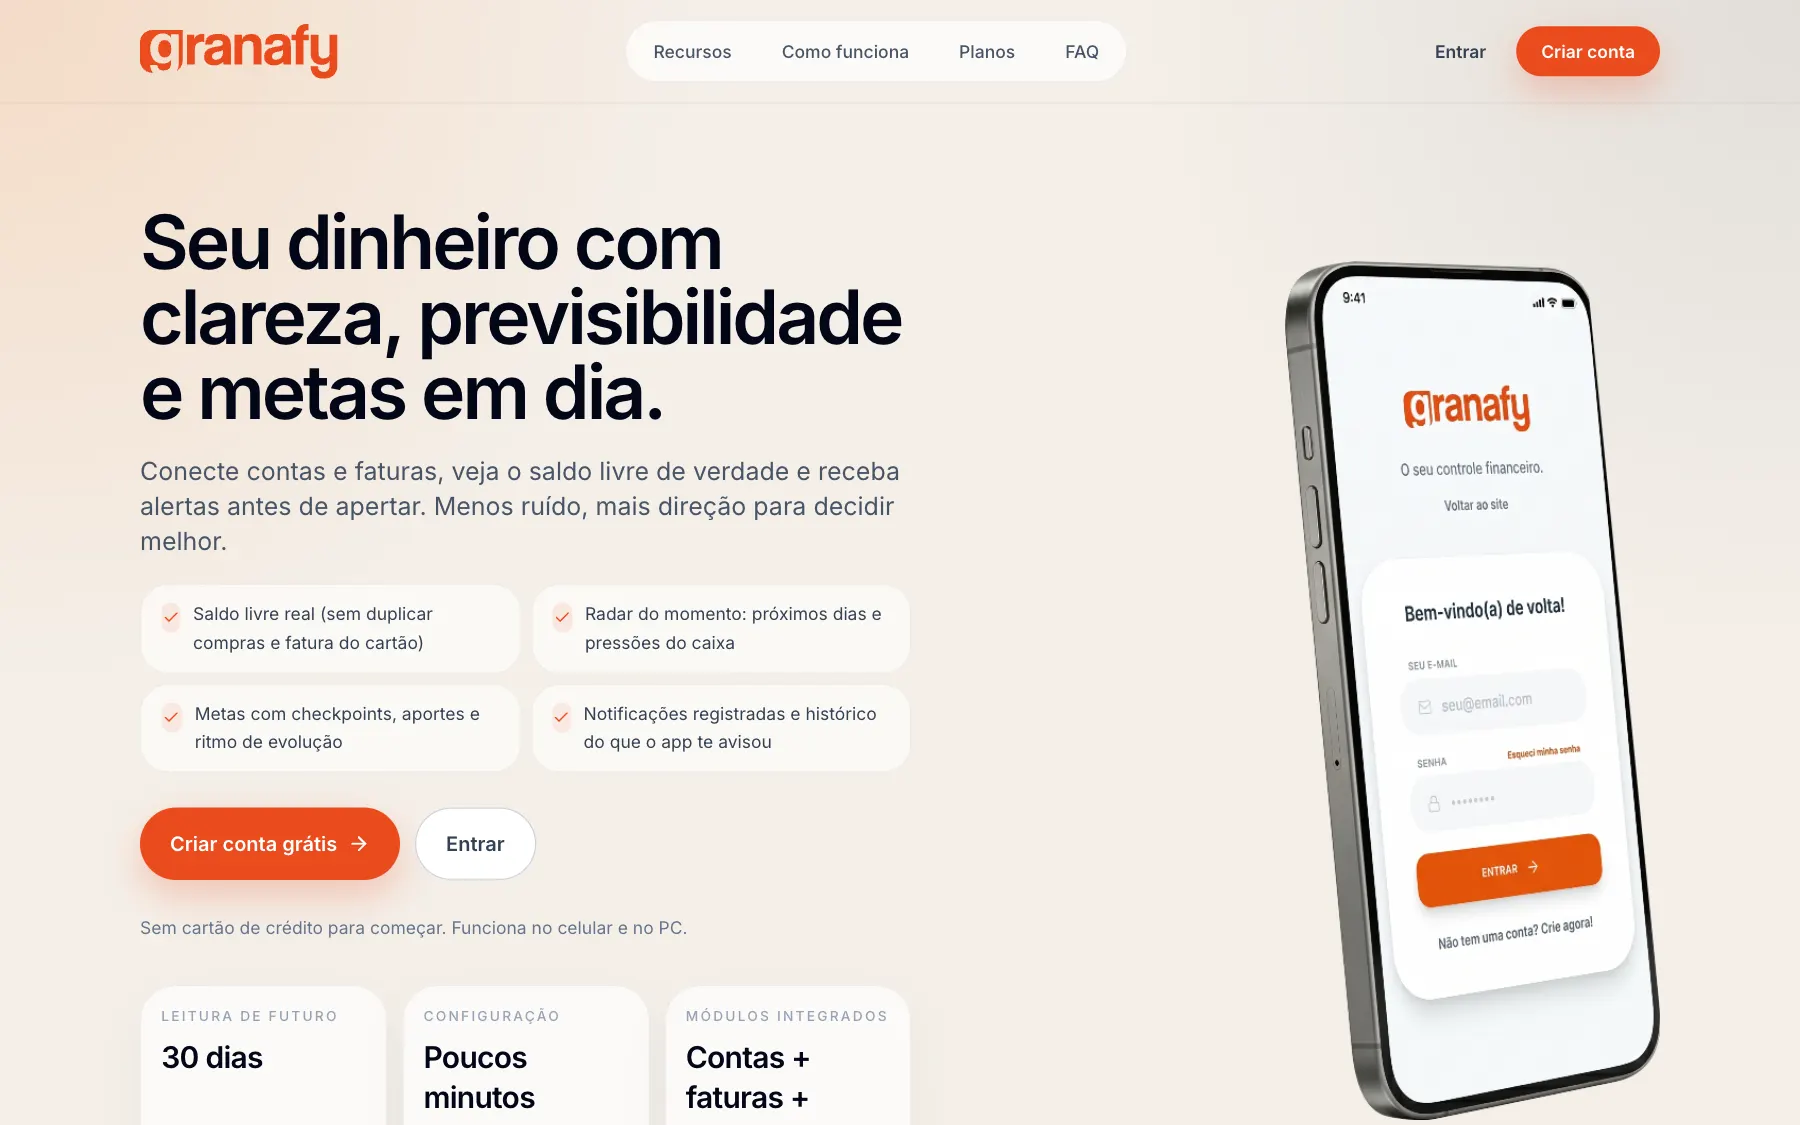 granafy
Recursos
Como funciona
Planos
FAQ
Entrar
Criar conta
Seu dinheiro com
clareza, previsibilidade
e metas em dia.
Conecte contas e faturas, veja o saldo livre de verdade e receba
alertas antes de apertar. Menos ruído, mais direção para decidir
melhor.
Saldo livre real (sem duplicar
compras e fatura do cartão)
Radar do momento: próximos dias e
pressões do caixa
Metas com checkpoints, aportes e
ritmo de evolução
Notificações registradas e histórico
do que o app te avisou
Criar conta grátis
Entrar
Sem cartão de crédito para começar. Funciona no celular e no PC.
LEITURA DE FUTURO
30 dias
CONFIGURAÇÃO
Poucos
minutos
MÓDULOS INTEGRADOS
Contas +
faturas +
9:41
granafy
O seu controle financeiro.
Voltar ao site
Bem-vindo(a) de volta!
SEU E-MAIL
seu@email.com
SENHA
Esqueci minha senha
ENTRAR
Não tem uma conta? Crie agora!